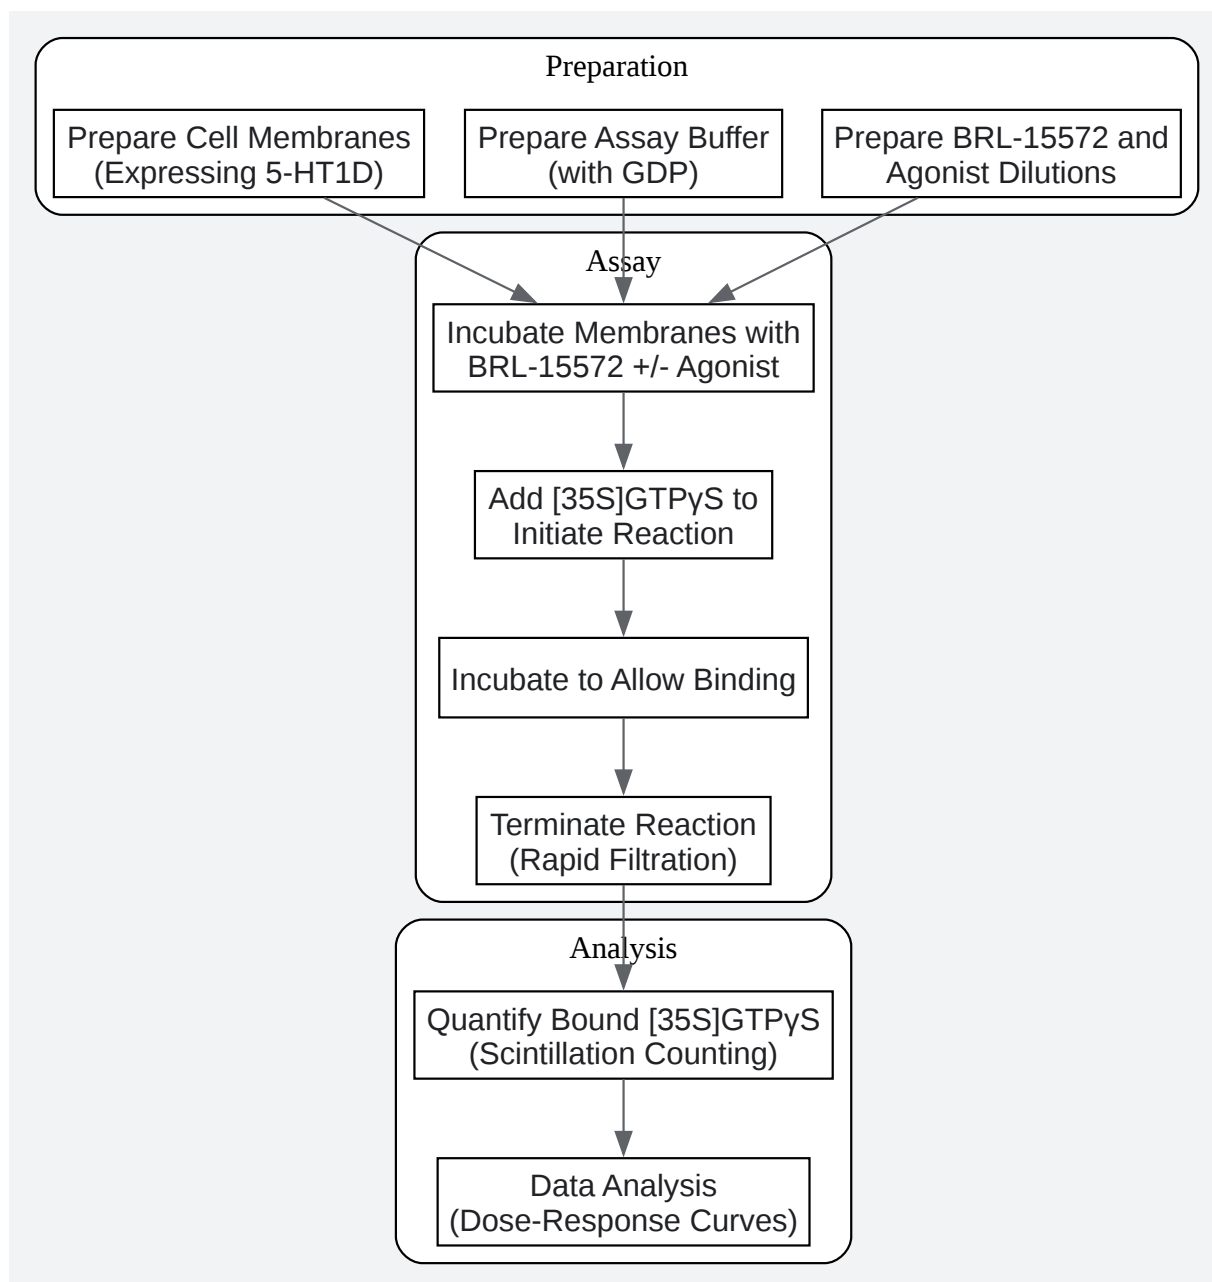 Preparation
Prepare Cell Membranes
(Expressing 5-HT1D)
Prepare Assay Buffer
(with GDP)
Prepare BRL-15572 and
Agonist Dilutions
Assay
Incubate Membranes with
BRL-15572 +/- Agonist
Add [35S]GTPγS to
Initiate Reaction
Incubate to Allow Binding
Terminate Reaction
(Rapid Filtration)
Analysis
Quantify Bound [35S]GTPγS
(Scintillation Counting)
Data Analysis
(Dose-Response Curves)